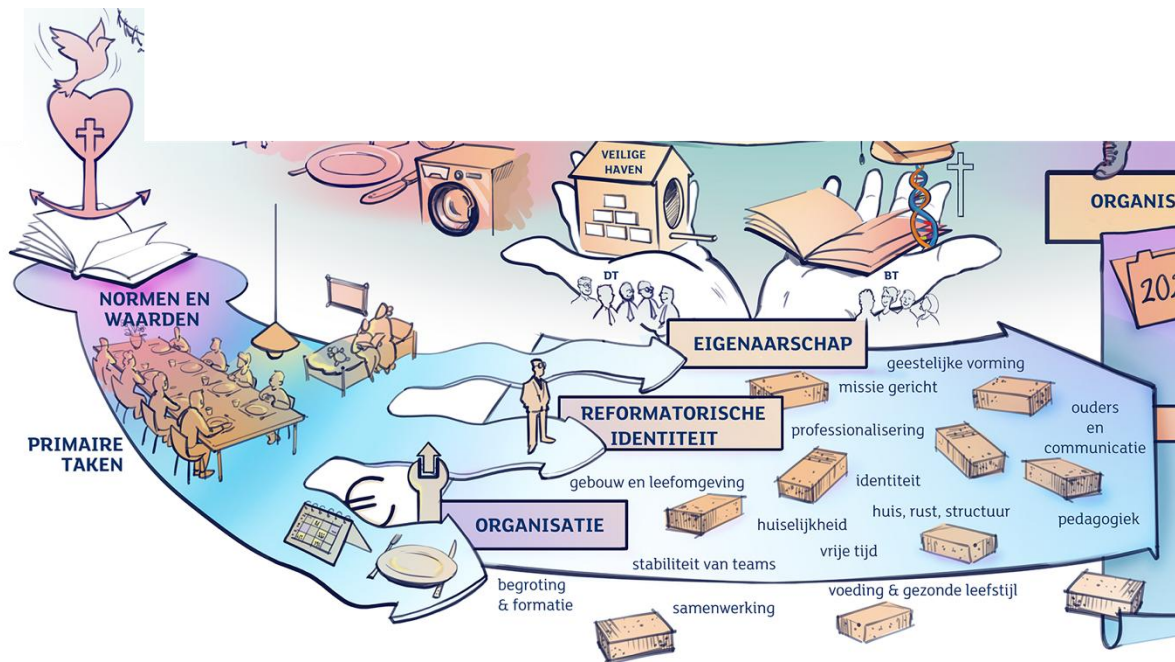 VEILIGE
HAVEN
ORGANIS
DT
BT
202
NORMEN EN
WAARDEN
EIGENAARSCHAP
geestelijke vorming
missie gericht
REFORMATORISCHE
IDENTITEIT
ouders
en
communicatie
professionalisering
PRIMAIRE
TAKEN
gebouw en leefomgeving
identiteit
huis, rust, structuur
pedagogiek
ORGANISATIE
huiselijkheid
vrije tijd
stabiliteit van teams
begroting
& formatie
voeding & gezonde leefstijl
samenwerking